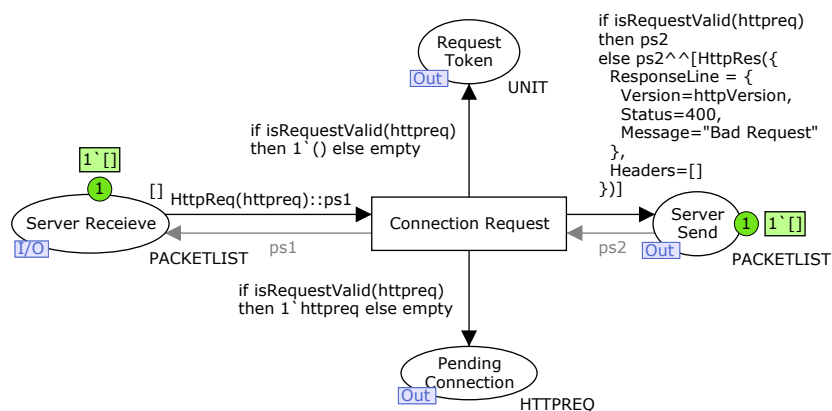 Request
Token
Out
UNIT
if isRequestValid(httpreq)
then ps2
else ps2^^[HttpRes({
ResponseLine = {
Version=httpVersion,
Status=400,
Message="Bad Request"
},
Headers=[]
})]
if isRequestValid(httpreq)
then 1`() else empty
1`[]
1
[]
HttpReq(httpreq)::ps1
Server Receieve
I/O
PACKETLIST
ps1
Connection Request
ps2
Server
Send
Out
1
1`[]
PACKETLIST
if isRequestValid(httpreq)
then 1`httpreq else empty
Pending
Connection
Out
HTTPREQ